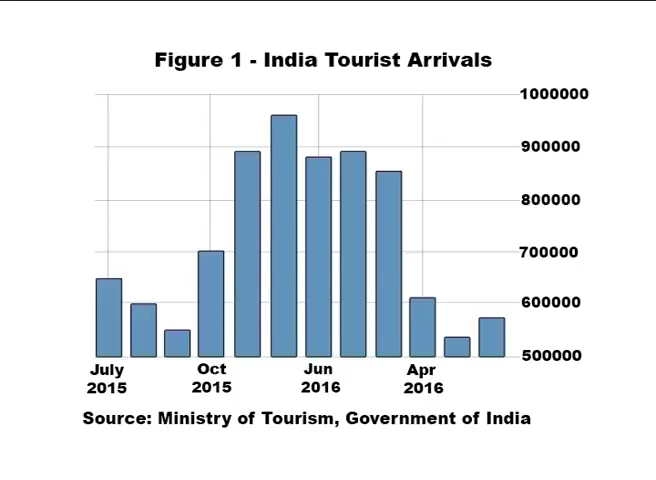 Figure 1 - India Tourist Arrivals
1000000
900000
800000
700000
600000
500000
July Oct Jun Apr
2015 2015 2016 2016
Source: Ministry of Tourism, Government of India